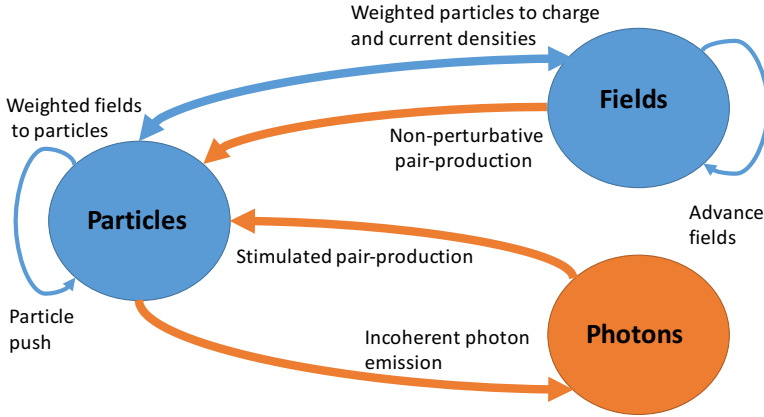 Weighted particles to charge
and current densities
Fields
Weighted fields
to particles
Non-perturbative
pair-production
Particles
Advance
fields
Stimulated pair-production
Particle
push
Incoherent photon
emission
Photons